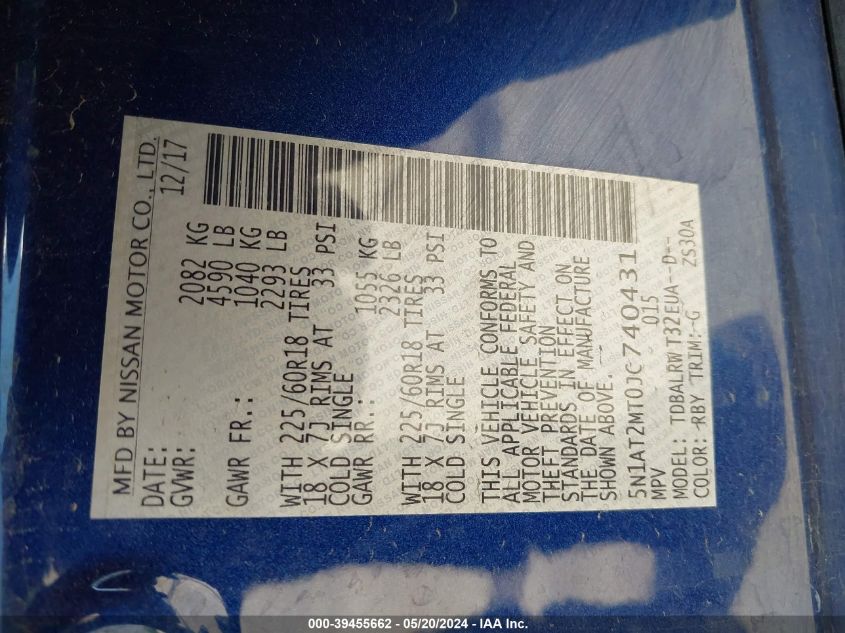 MFD BY NISSAN MOTOR CO., LTD.
DATE: 12/17
GVWR: 2082 KG
4590 LB
GAWR FR.: 1040 KG
2293 LB
WITH 225/60R18 TIRES
18 X 7J RIMS AT 33 PSI
COLD SINGLE
GAWR RR.: 1055 KG
2326 LB
WITH 225/60R18 TIRES
18 X 7J RIMS AT 33 PSI
COLD SINGLE
THIS VEHICLE CONFORMS TO
ALL APPLICABLE FEDERAL
MOTOR VEHICLE SAFETY AND
THEFT PREVENTION
STANDARDS IN EFFECT ON
THE DATE OF MANUFACTURE
SHOWN ABOVE.
5N1AT2MT0JC740431
MPV 015
MODEL: TDBALRWT32EUA--D--
COLOR: RBY TRIM: G ZS30A
000-39455662 - 05/20/2024 - IAA Inc.